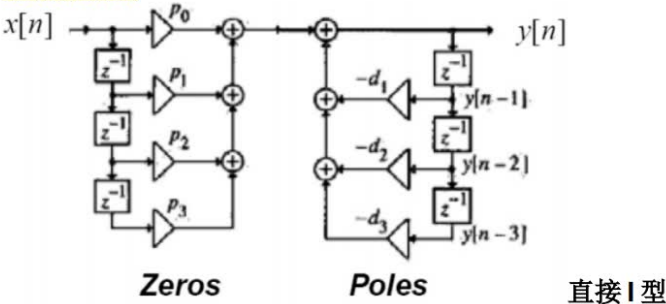 x[n] p₀ y[n]
z⁻¹ z⁻¹
p₁ −d₁ y[n−1]
z⁻¹ z⁻¹
p₂ −d₂ y[n−2]
z⁻¹ z⁻¹
p₃ −d₃ y[n−3]
Zeros Poles 直接 I 型